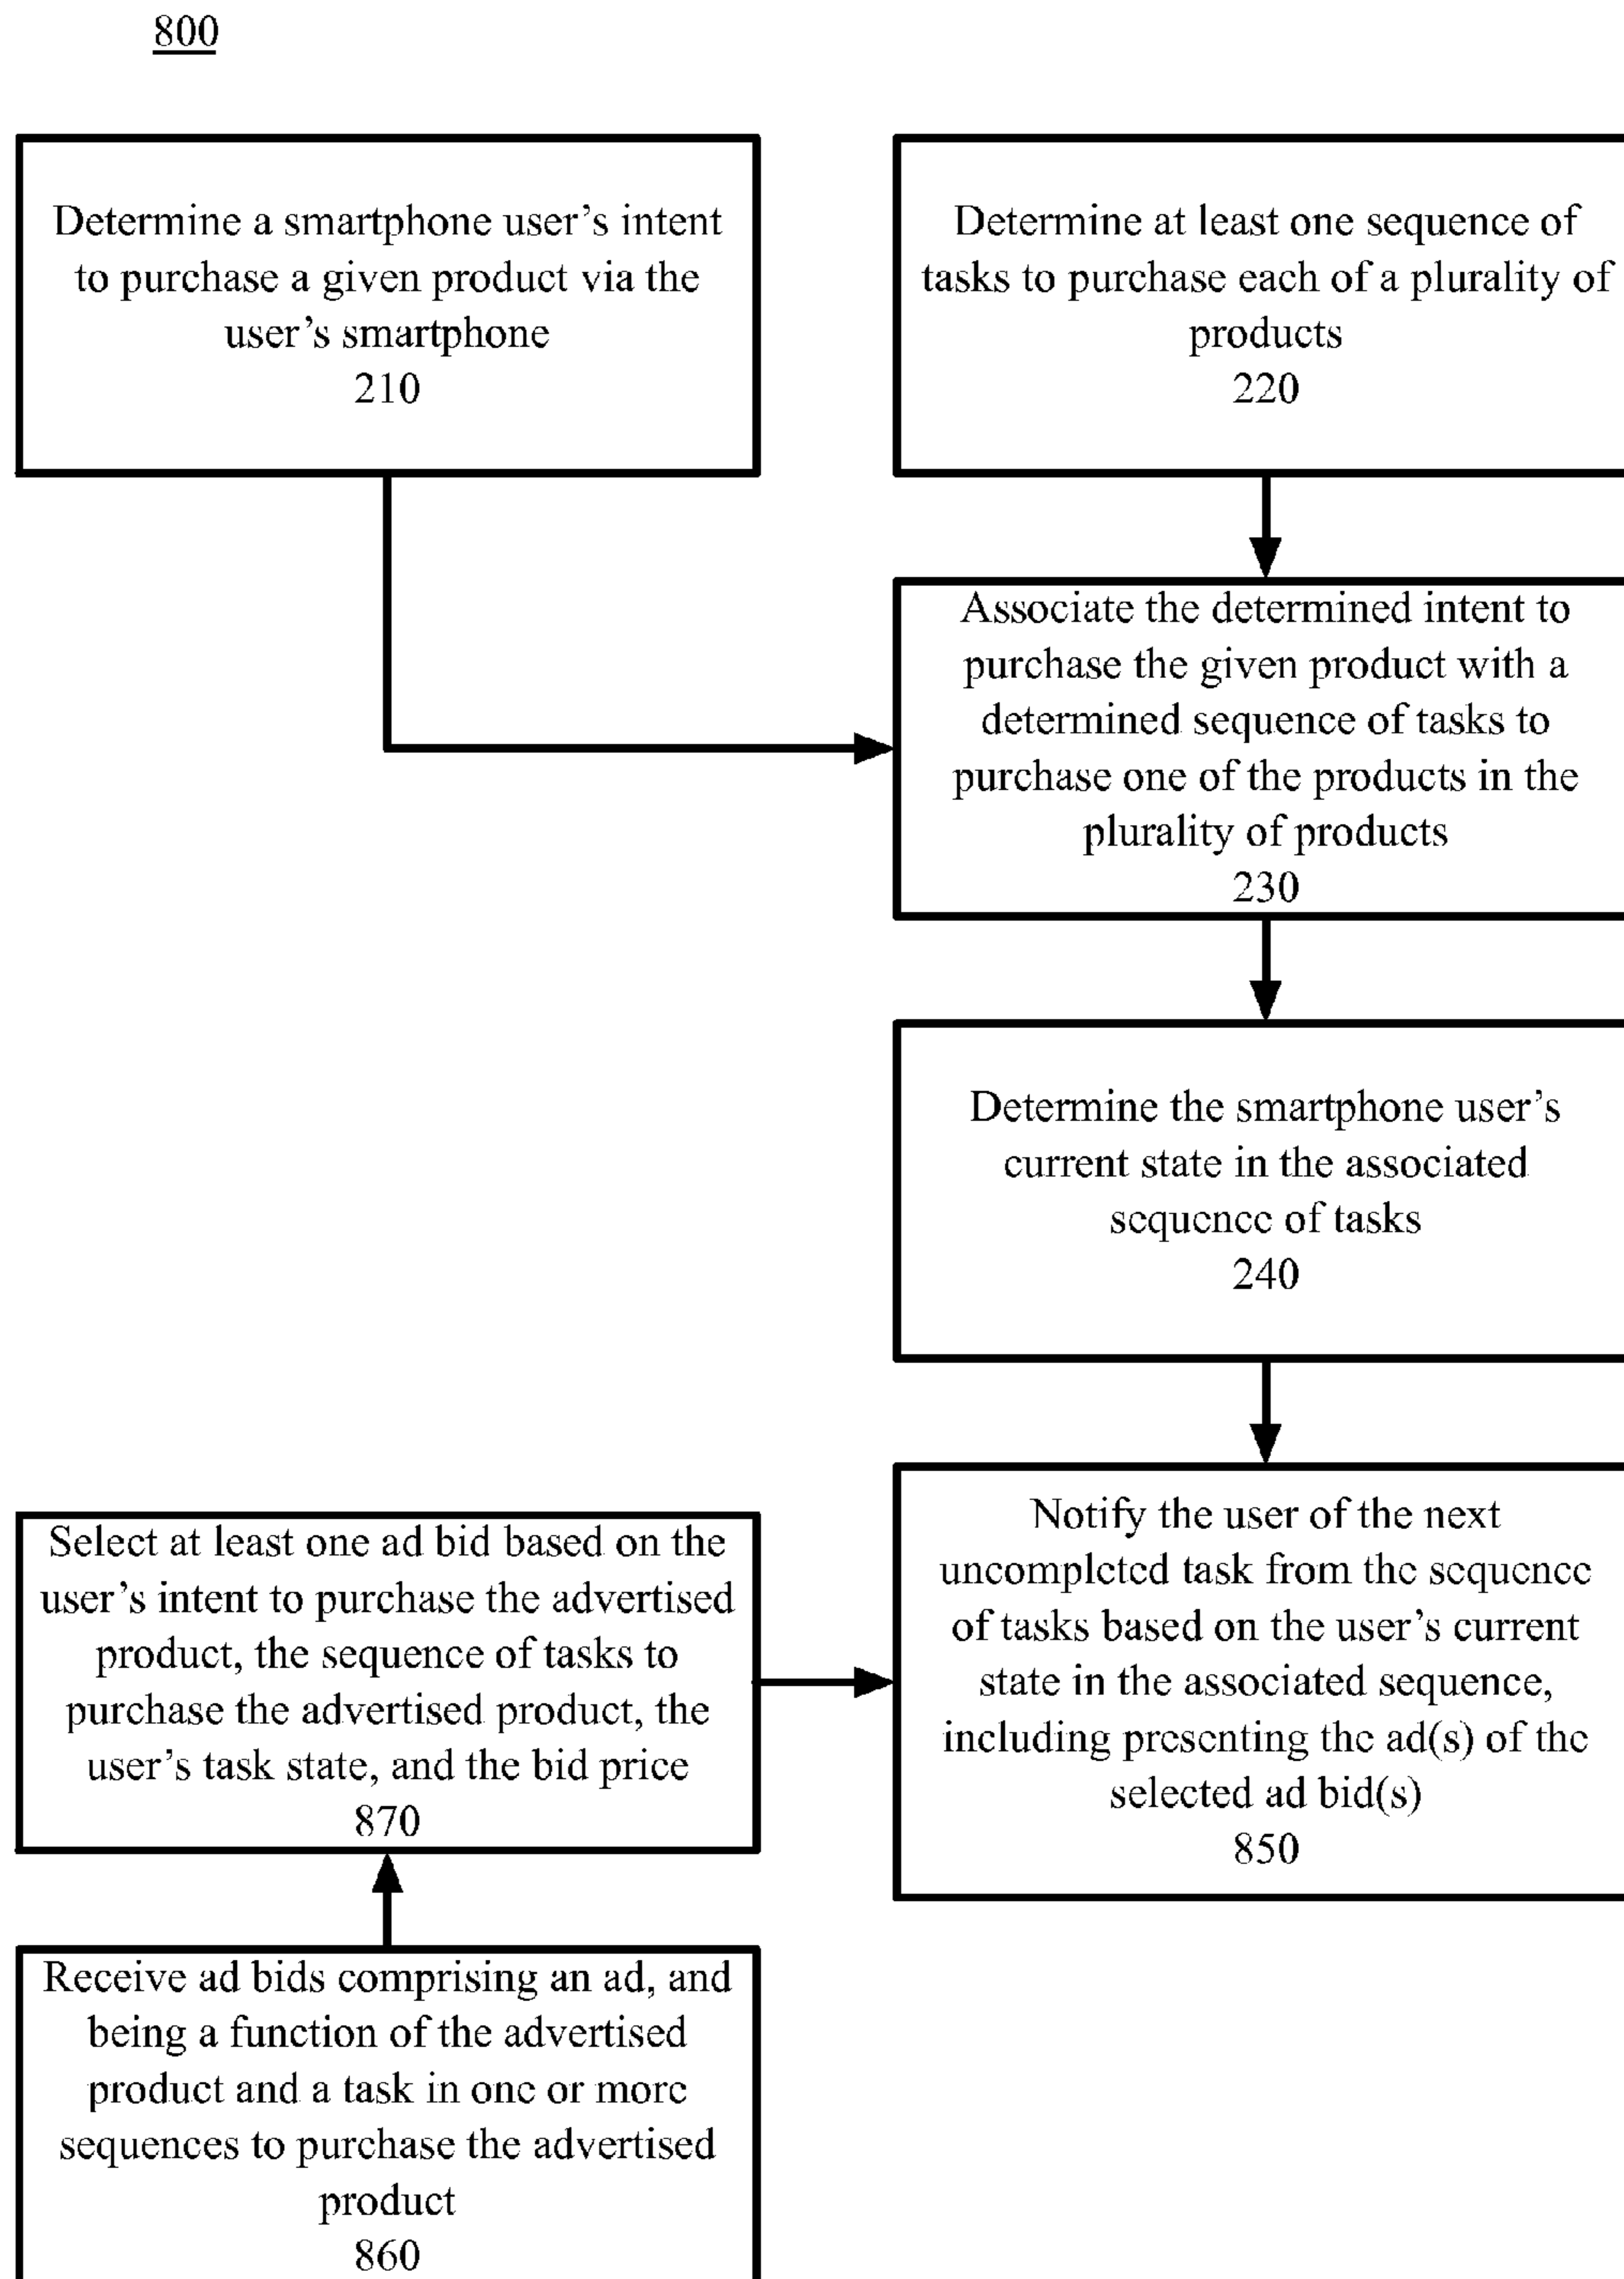 800
Determine a smartphone user's intent
to purchase a given product via the
user's smartphone
210
Determine at least one sequence of
tasks to purchase each of a plurality of
products
220
Associate the determined intent to
purchase the given product with a
determined sequence of tasks to
purchase one of the products in the
plurality of products
230
Determine the smartphone user's
current state in the associated
sequence of tasks
240
Select at least one ad bid based on the
user's intent to purchase the advertised
product, the sequence of tasks to
purchase the advertised product, the
user's task state, and the bid price
870
Notify the user of the next
uncompleted task from the sequence
of tasks based on the user's current
state in the associated sequence,
including presenting the ad(s) of the
selected ad bid(s)
850
Receive ad bids comprising an ad, and
being a function of the advertised
product and a task in one or more
sequences to purchase the advertised
product
860